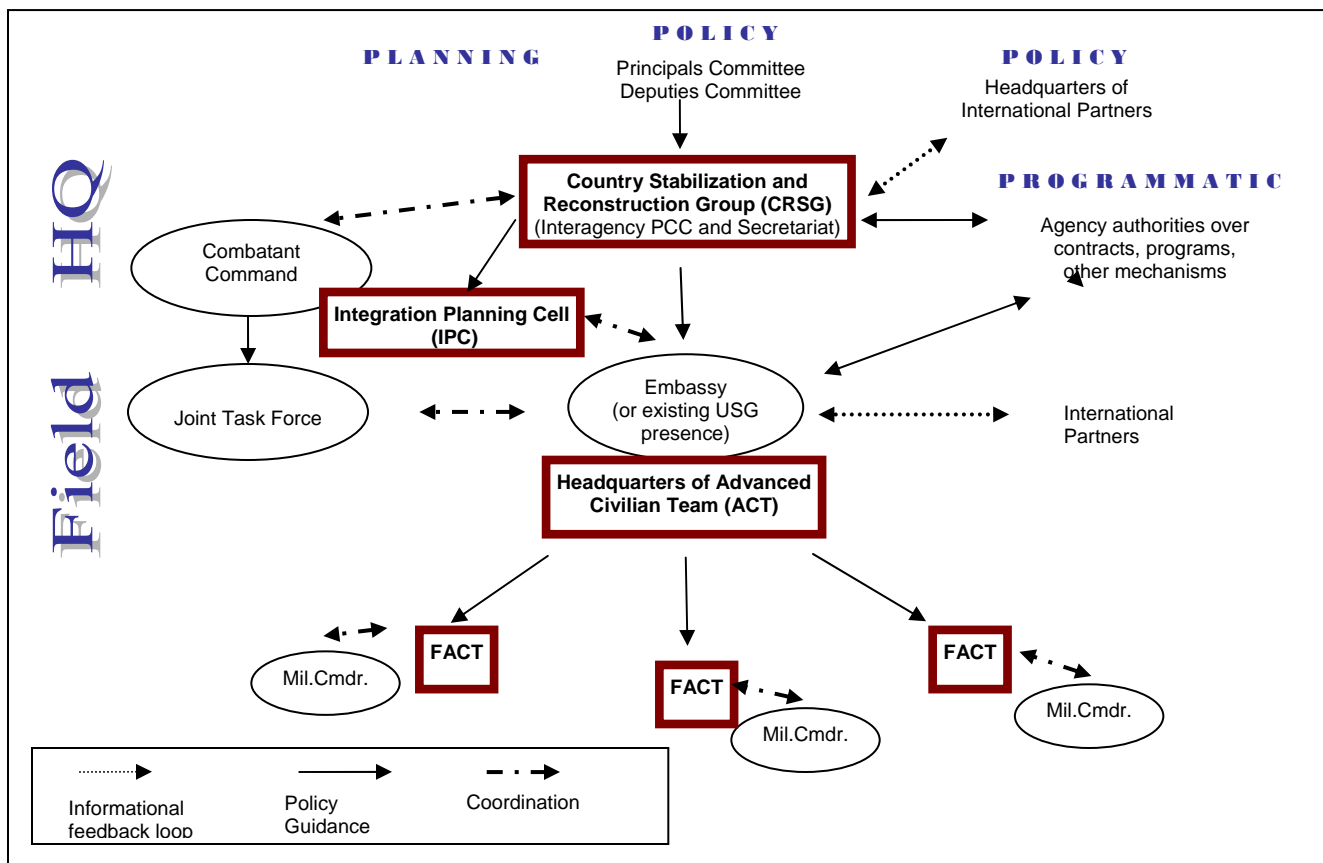 PLANNING
POLICY
POLICY
Principals Committee
Deputies Committee
Headquarters of
International Partners
HQ
Country Stabilization and
Reconstruction Group (CRSG)
(Interagency PCC and Secretariat)
PROGRAMMATIC
Agency authorities over
contracts, programs,
other mechanisms
Combatant
Command
Integration Planning Cell
(IPC)
Field
Joint Task Force
Embassy
(or existing USG
presence)
International
Partners
Headquarters of Advanced
Civilian Team (ACT)
FACT
Mil.Cmdr.
FACT
Mil.Cmdr.
FACT
Mil.Cmdr.
Informational
feedback loop
Policy
Guidance
Coordination